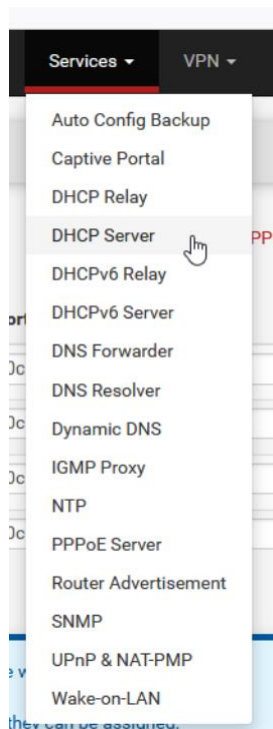 Services
VPN
Auto Config Backup
Captive Portal
DHCP Relay
DHCP Server
PP
DHCPv6 Relay
DHCPv6 Server
DNS Forwarder
DNS Resolver
Dynamic DNS
IGMP Proxy
NTP
PPPoE Server
Router Advertisement
SNMP
UPnP & NAT-PMP
Wake-on-LAN
they can be assigned.